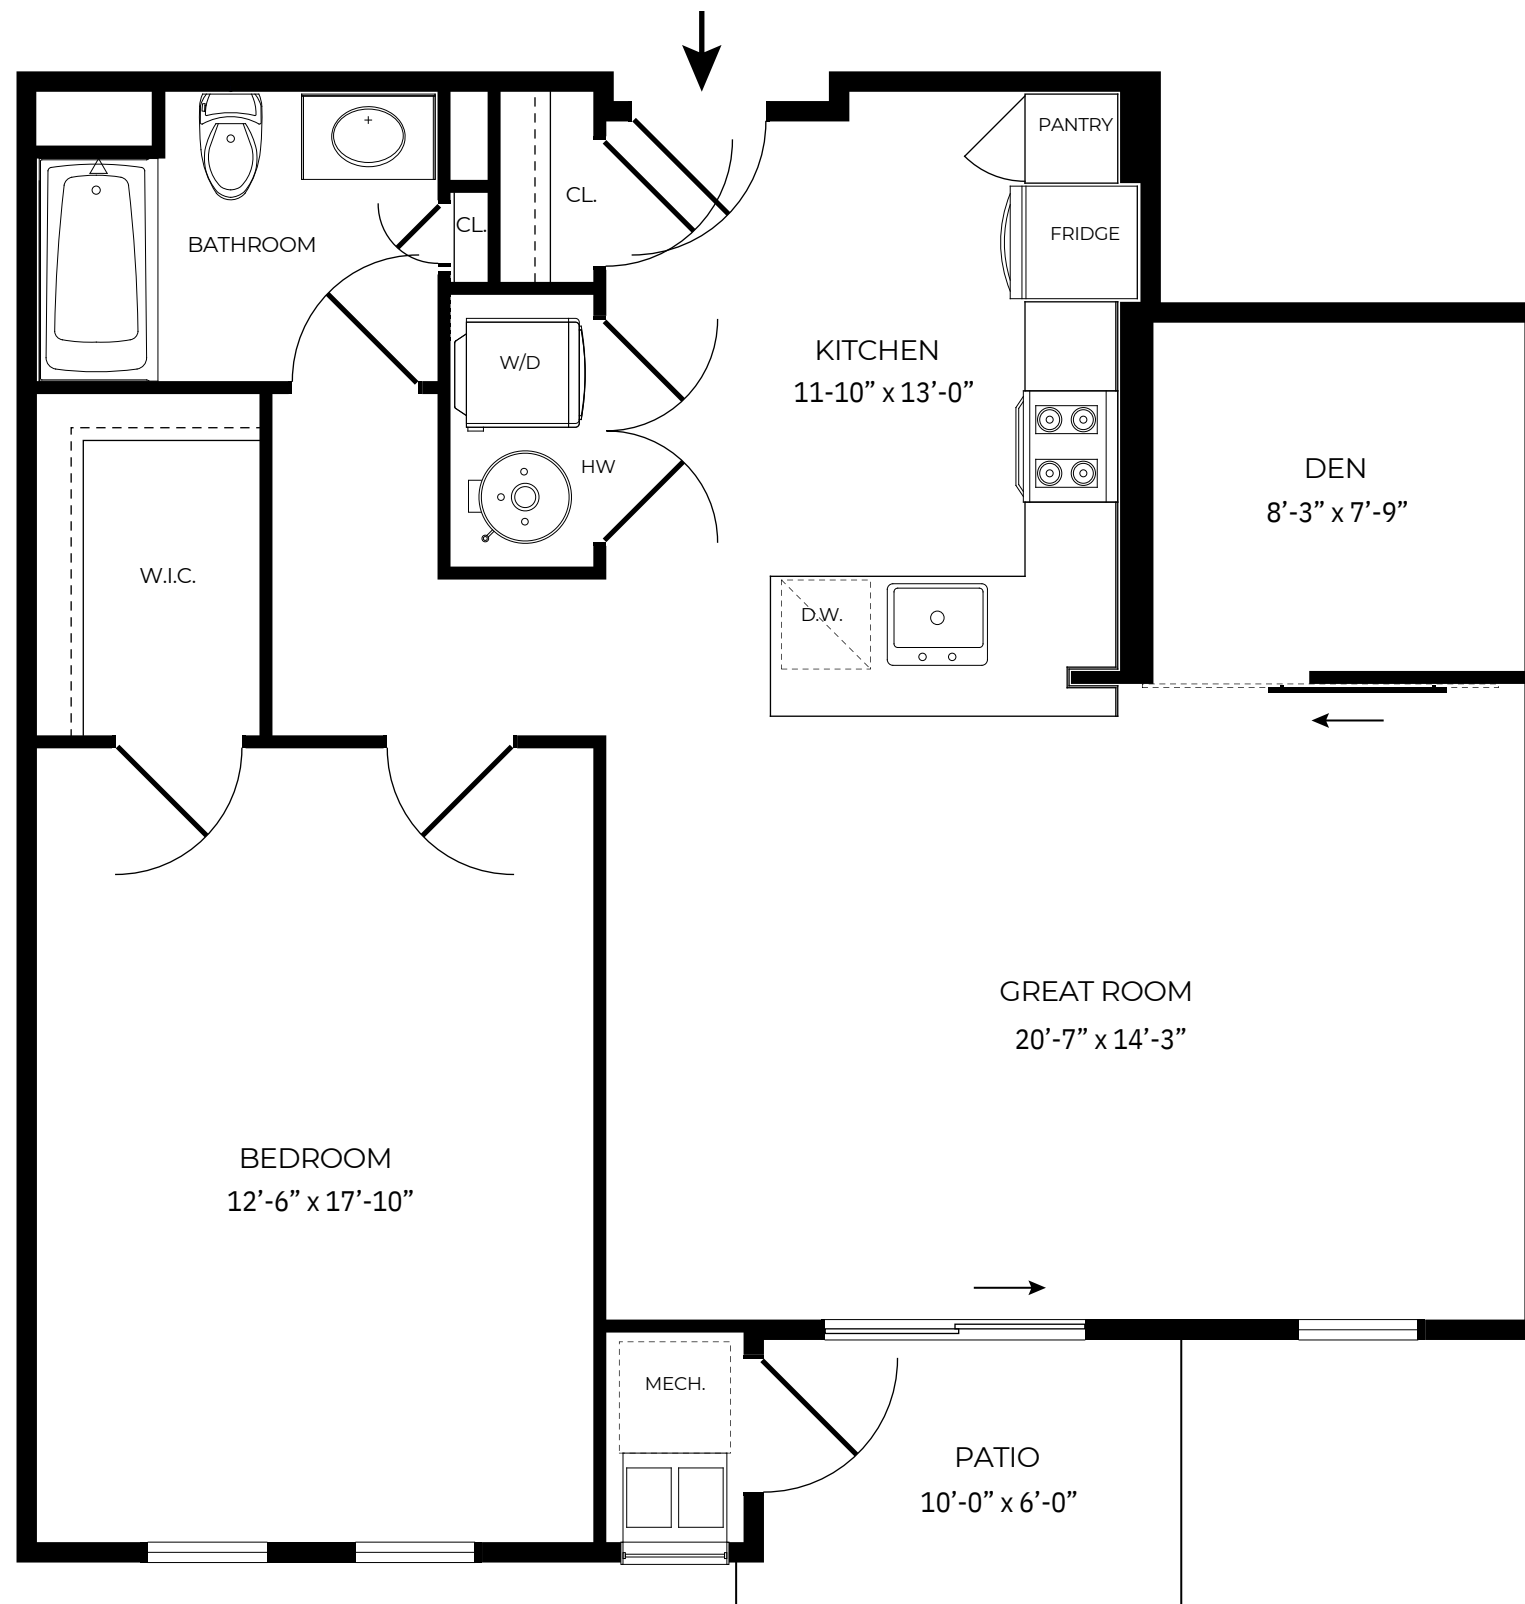 PANTRY
CL.
CL.
FRIDGE
BATHROOM
KITCHEN
11-10” x 13’-0”
W/D
HW
DEN
8’-3” x 7’-9”
W.I.C.
D.W.
GREAT ROOM
20’-7” x 14’-3”
BEDROOM
12’-6” x 17’-10”
MECH.
PATIO
10’-0” x 6’-0”